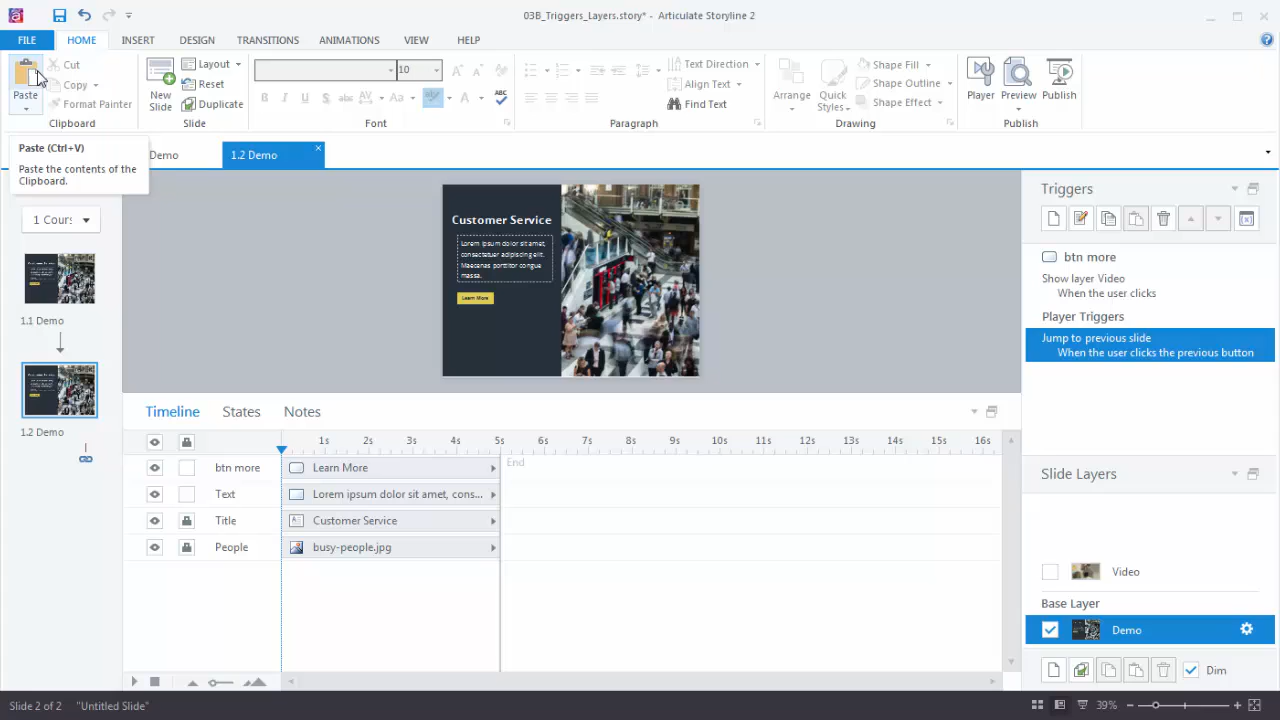 03B_Triggers_Layers.story* - Articulate Storyline 2
FILE HOME INSERT DESIGN TRANSITIONS ANIMATIONS VIEW HELP
Paste
Cut
Copy
Format Painter
Clipboard
New Slide
Layout
Reset
Duplicate
Slide
10
B I U S abc AV Aa A ABC
Font
Text Direction
Align Text
Find Text
Paragraph
Arrange
Quick Styles
Shape Fill
Shape Outline
Shape Effect
Drawing
Player
Preview
Publish
Publish
Paste (Ctrl+V)
Paste the contents of the
Clipboard.
Demo
1.2 Demo
1 Cours
1.1 Demo
1.2 Demo
Customer Service
Lorem ipsum dolor sit amet,
consectetuer adipiscing elit.
Maecenas porttitor congue
massa.
Learn More
Triggers
btn more
Show layer Video
When the user clicks
Player Triggers
Jump to previous slide
When the user clicks the previous button
Timeline States Notes
1s 2s 3s 4s 5s 6s 7s 8s 9s 10s 11s 12s 13s 14s 15s 16s
btn more Learn More End
Text Lorem ipsum dolor sit amet, cons...
Title Customer Service
People busy-people.jpg
Slide Layers
Video
Base Layer
Demo
Dim
Slide 2 of 2 "Untitled Slide" 39%